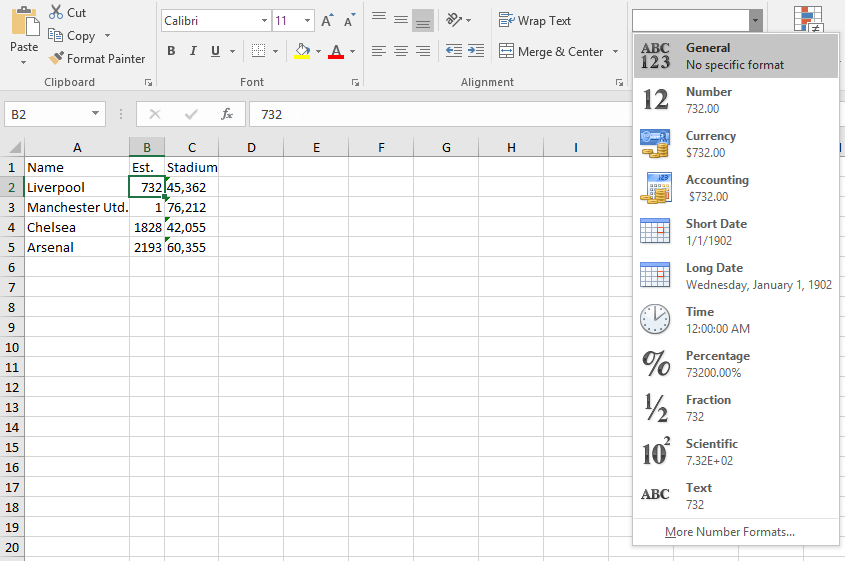 Cut
Copy
Paste
Format Painter
Clipboard
Calibri 11 A A
B I U A
Font
ab
Wrap Text
Merge & Center
Alignment
B2 fx 732
A B C D E F G H I
1 Name Est. Stadium
2 Liverpool 732 45,362
3 Manchester Utd. 1 76,212
4 Chelsea 1828 42,055
5 Arsenal 2193 60,355
6
7
8
9
10
11
12
13
14
15
16
17
18
19
20
ABC
123
General
No specific format
12
Number
732.00
Currency
$732.00
123
Accounting
$732.00
Short Date
1/1/1902
Long Date
Wednesday, January 1, 1902
Time
12:00:00 AM
%
Percentage
73200.00%
½
Fraction
732
10²
Scientific
7.32E+02
ABC
Text
732
More Number Formats...